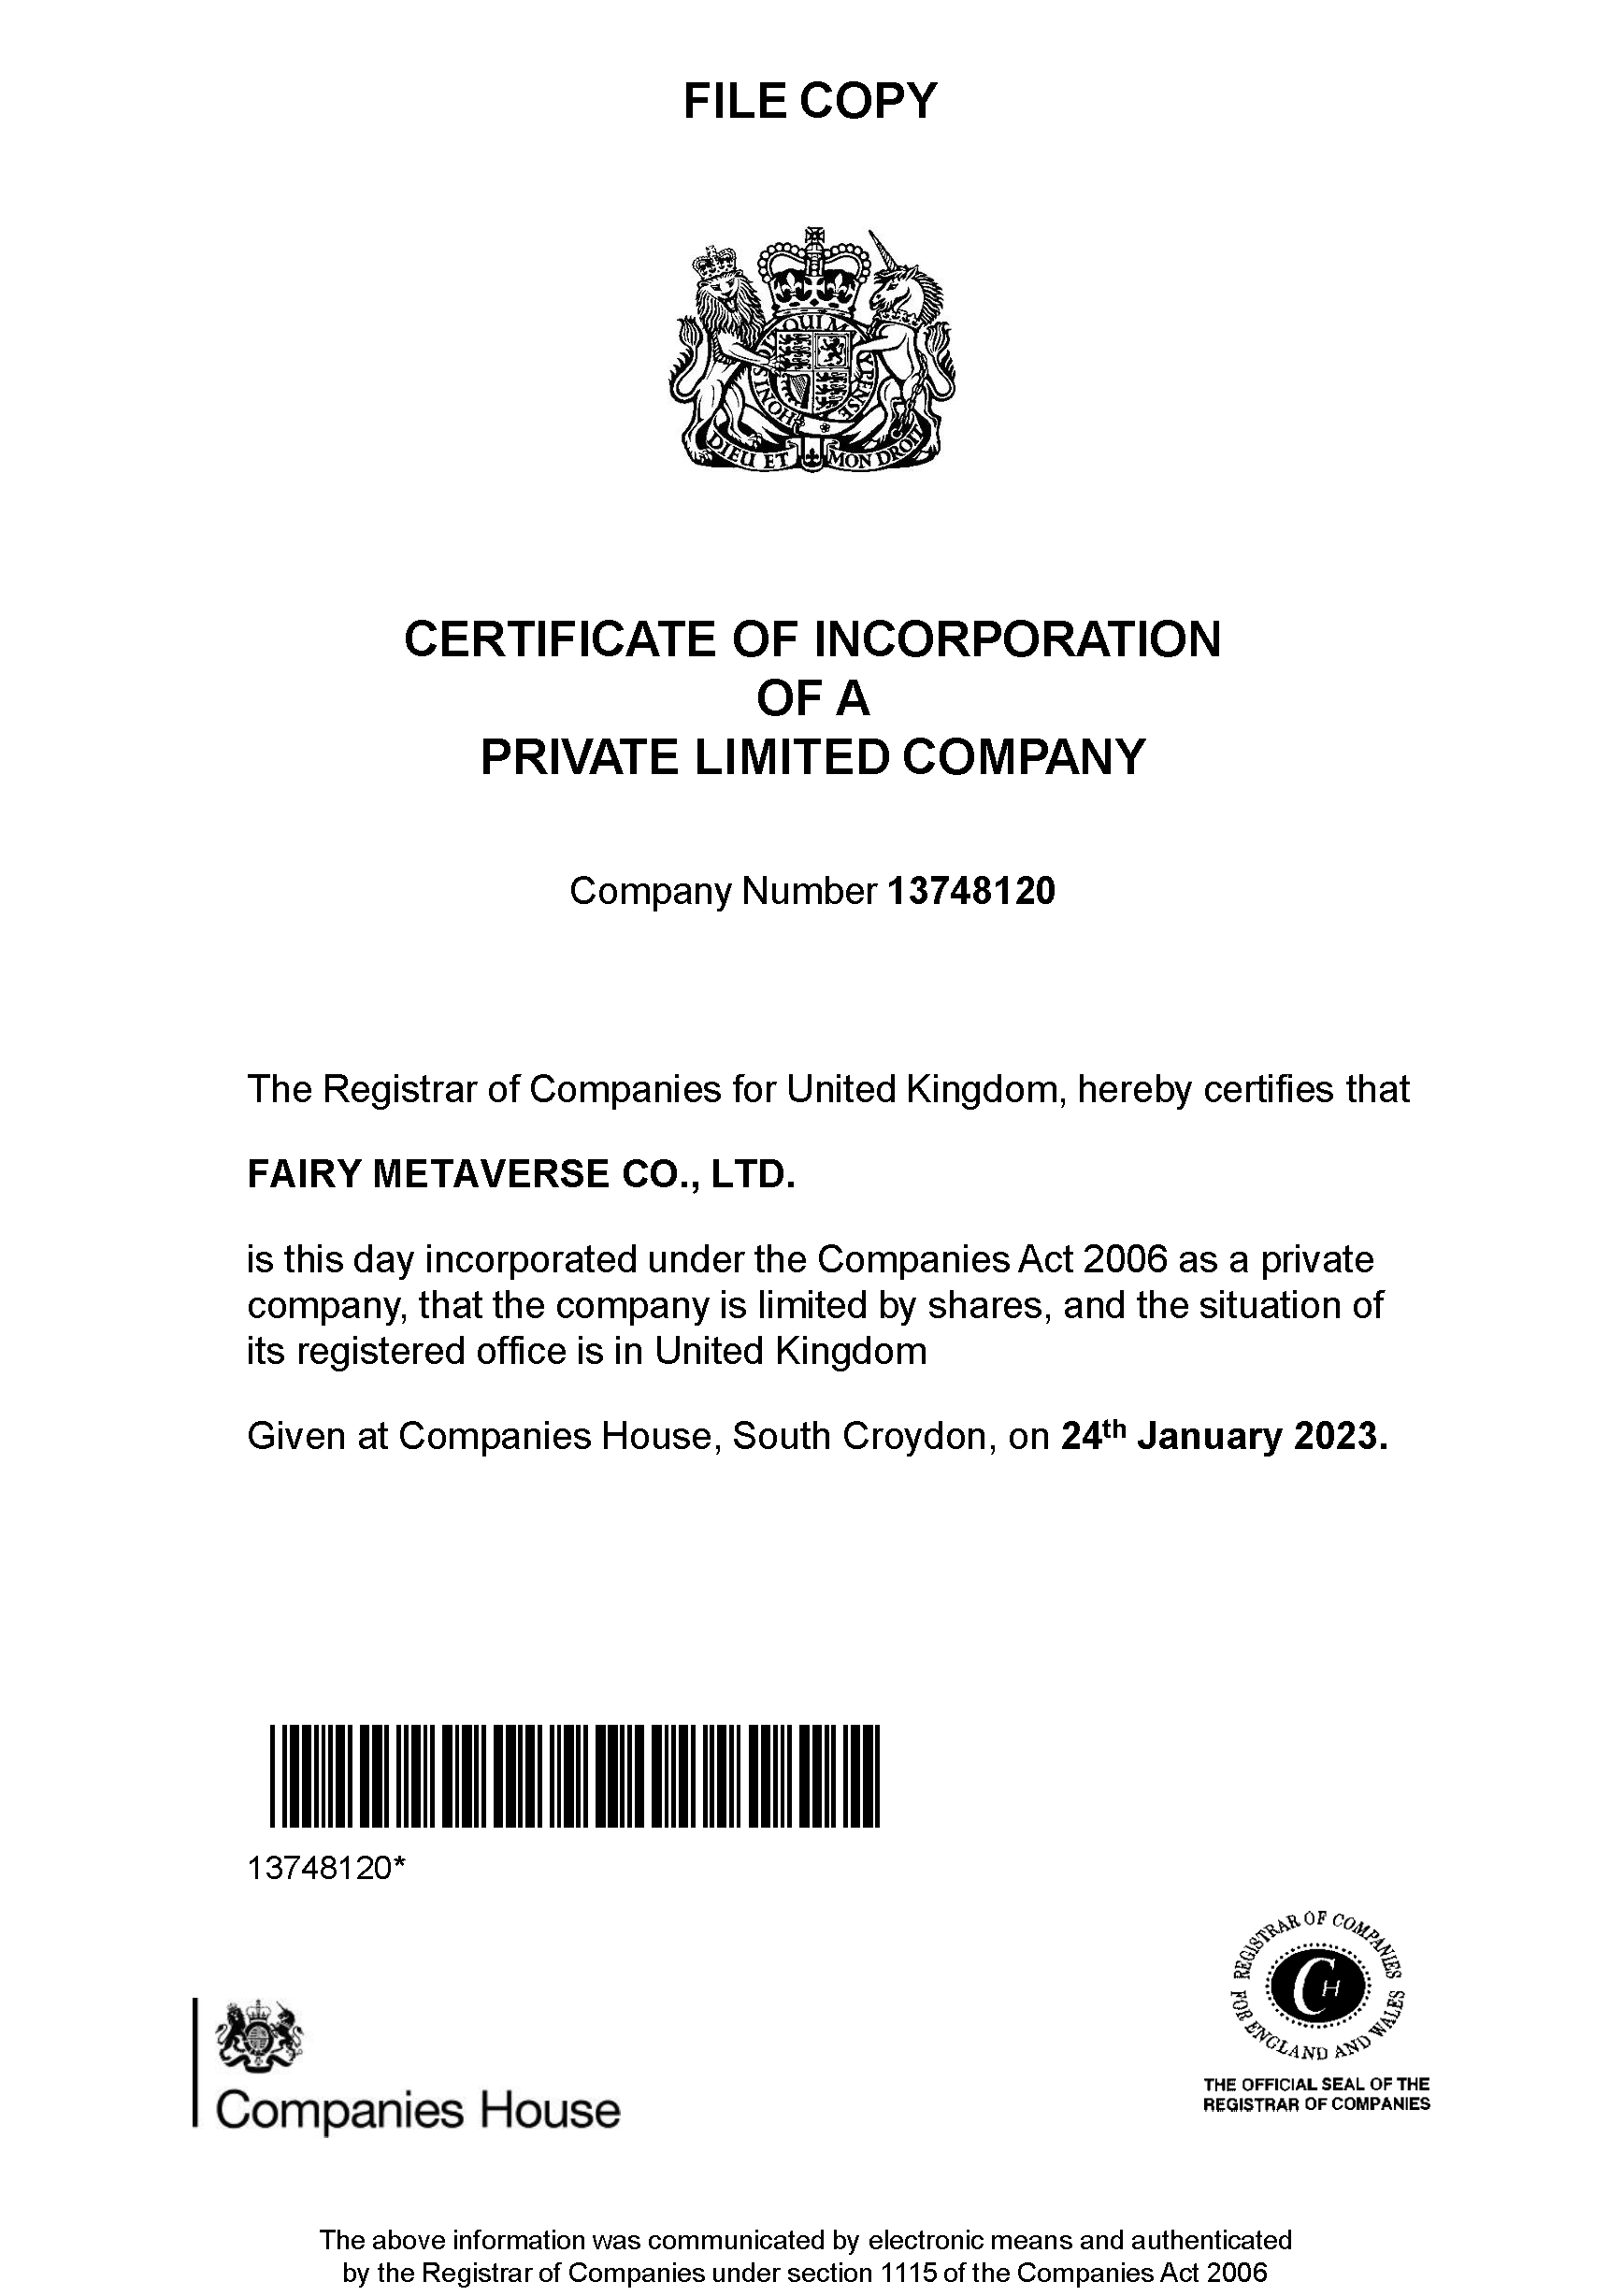 FILE COPY
QUI M
HONI S
Y PENSE
DIEU ET MON DROIT
CERTIFICATE OF INCORPORATION
OF A
PRIVATE LIMITED COMPANY
Company Number 13748120
The Registrar of Companies for United Kingdom, hereby certifies that
FAIRY METAVERSE CO., LTD.
is this day incorporated under the Companies Act 2006 as a private
company, that the company is limited by shares, and the situation of
its registered office is in United Kingdom
Given at Companies House, South Croydon, on 24th January 2023.
13748120*
REGISTRAR OF COMPANIES
FOR ENGLAND AND WALES
CH
THE OFFICIAL SEAL OF THE
REGISTRAR OF COMPANIES
Companies House
The above information was communicated by electronic means and authenticated
by the Registrar of Companies under section 1115 of the Companies Act 2006